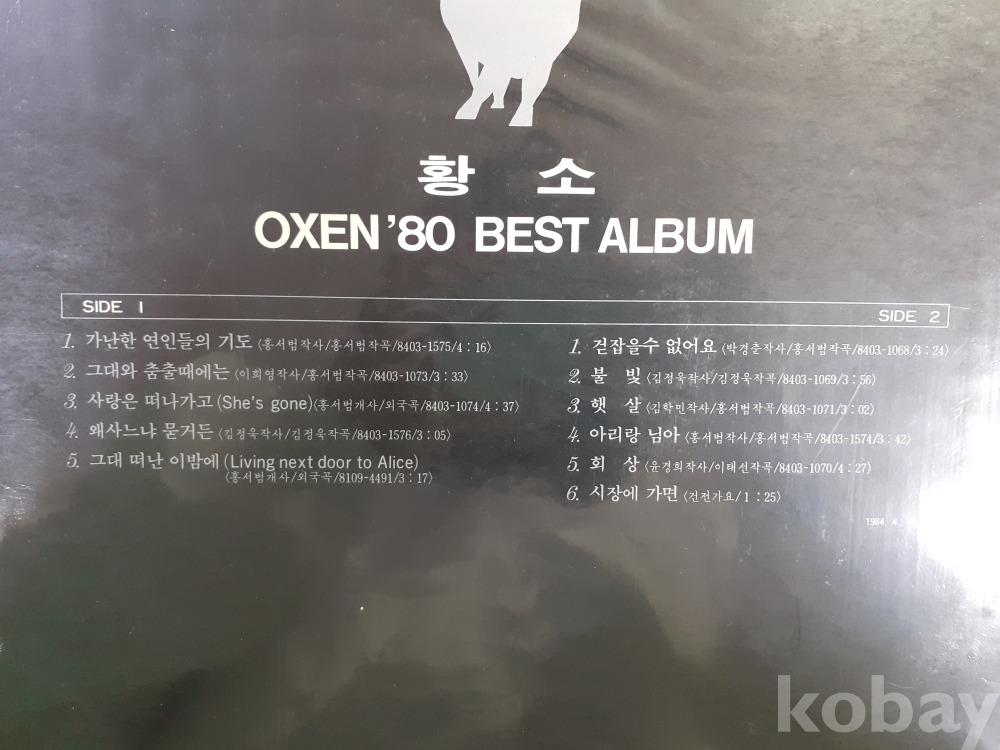 황 소
OXEN '80 BEST ALBUM
SIDE 1
1. 가난한 연인들의 기도 〈홍서범작사/홍서범작곡/8403-1575/4 : 16〉
2. 그대와 춤출때에는 〈이희영작사/홍서범작곡/8403-1073/3 : 33〉
3. 사랑은 떠나가고 (She's gone)〈홍서범개사/외국곡/8403-1074/4 : 37〉
4. 왜사느냐 묻거든 〈김정욱작사/김정욱작곡/8403-1576/3 : 05〉
5. 그대 떠난 이밤에 (Living next door to Alice)
〈홍서범개사/외국곡/8109-4491/3 : 17〉
SIDE 2
1. 걷잡을수 없어요 〈박경춘작사/홍서범작곡/8403-1068/3 : 24〉
2. 불 빛 〈김정욱작사/김정욱작곡/8403-1069/3 : 56〉
3. 햇 살 〈김학민작사/홍서범작곡/8403-1071/3 : 02〉
4. 아리랑 님아 〈홍서범작사/홍서범작곡/8403-1574/3 : 42〉
5. 회 상 〈윤경희작사/이태선작곡/8403-1070/4 : 27〉
6. 시장에 가면 〈건전가요/1 : 25〉
1984. 4.
kobay